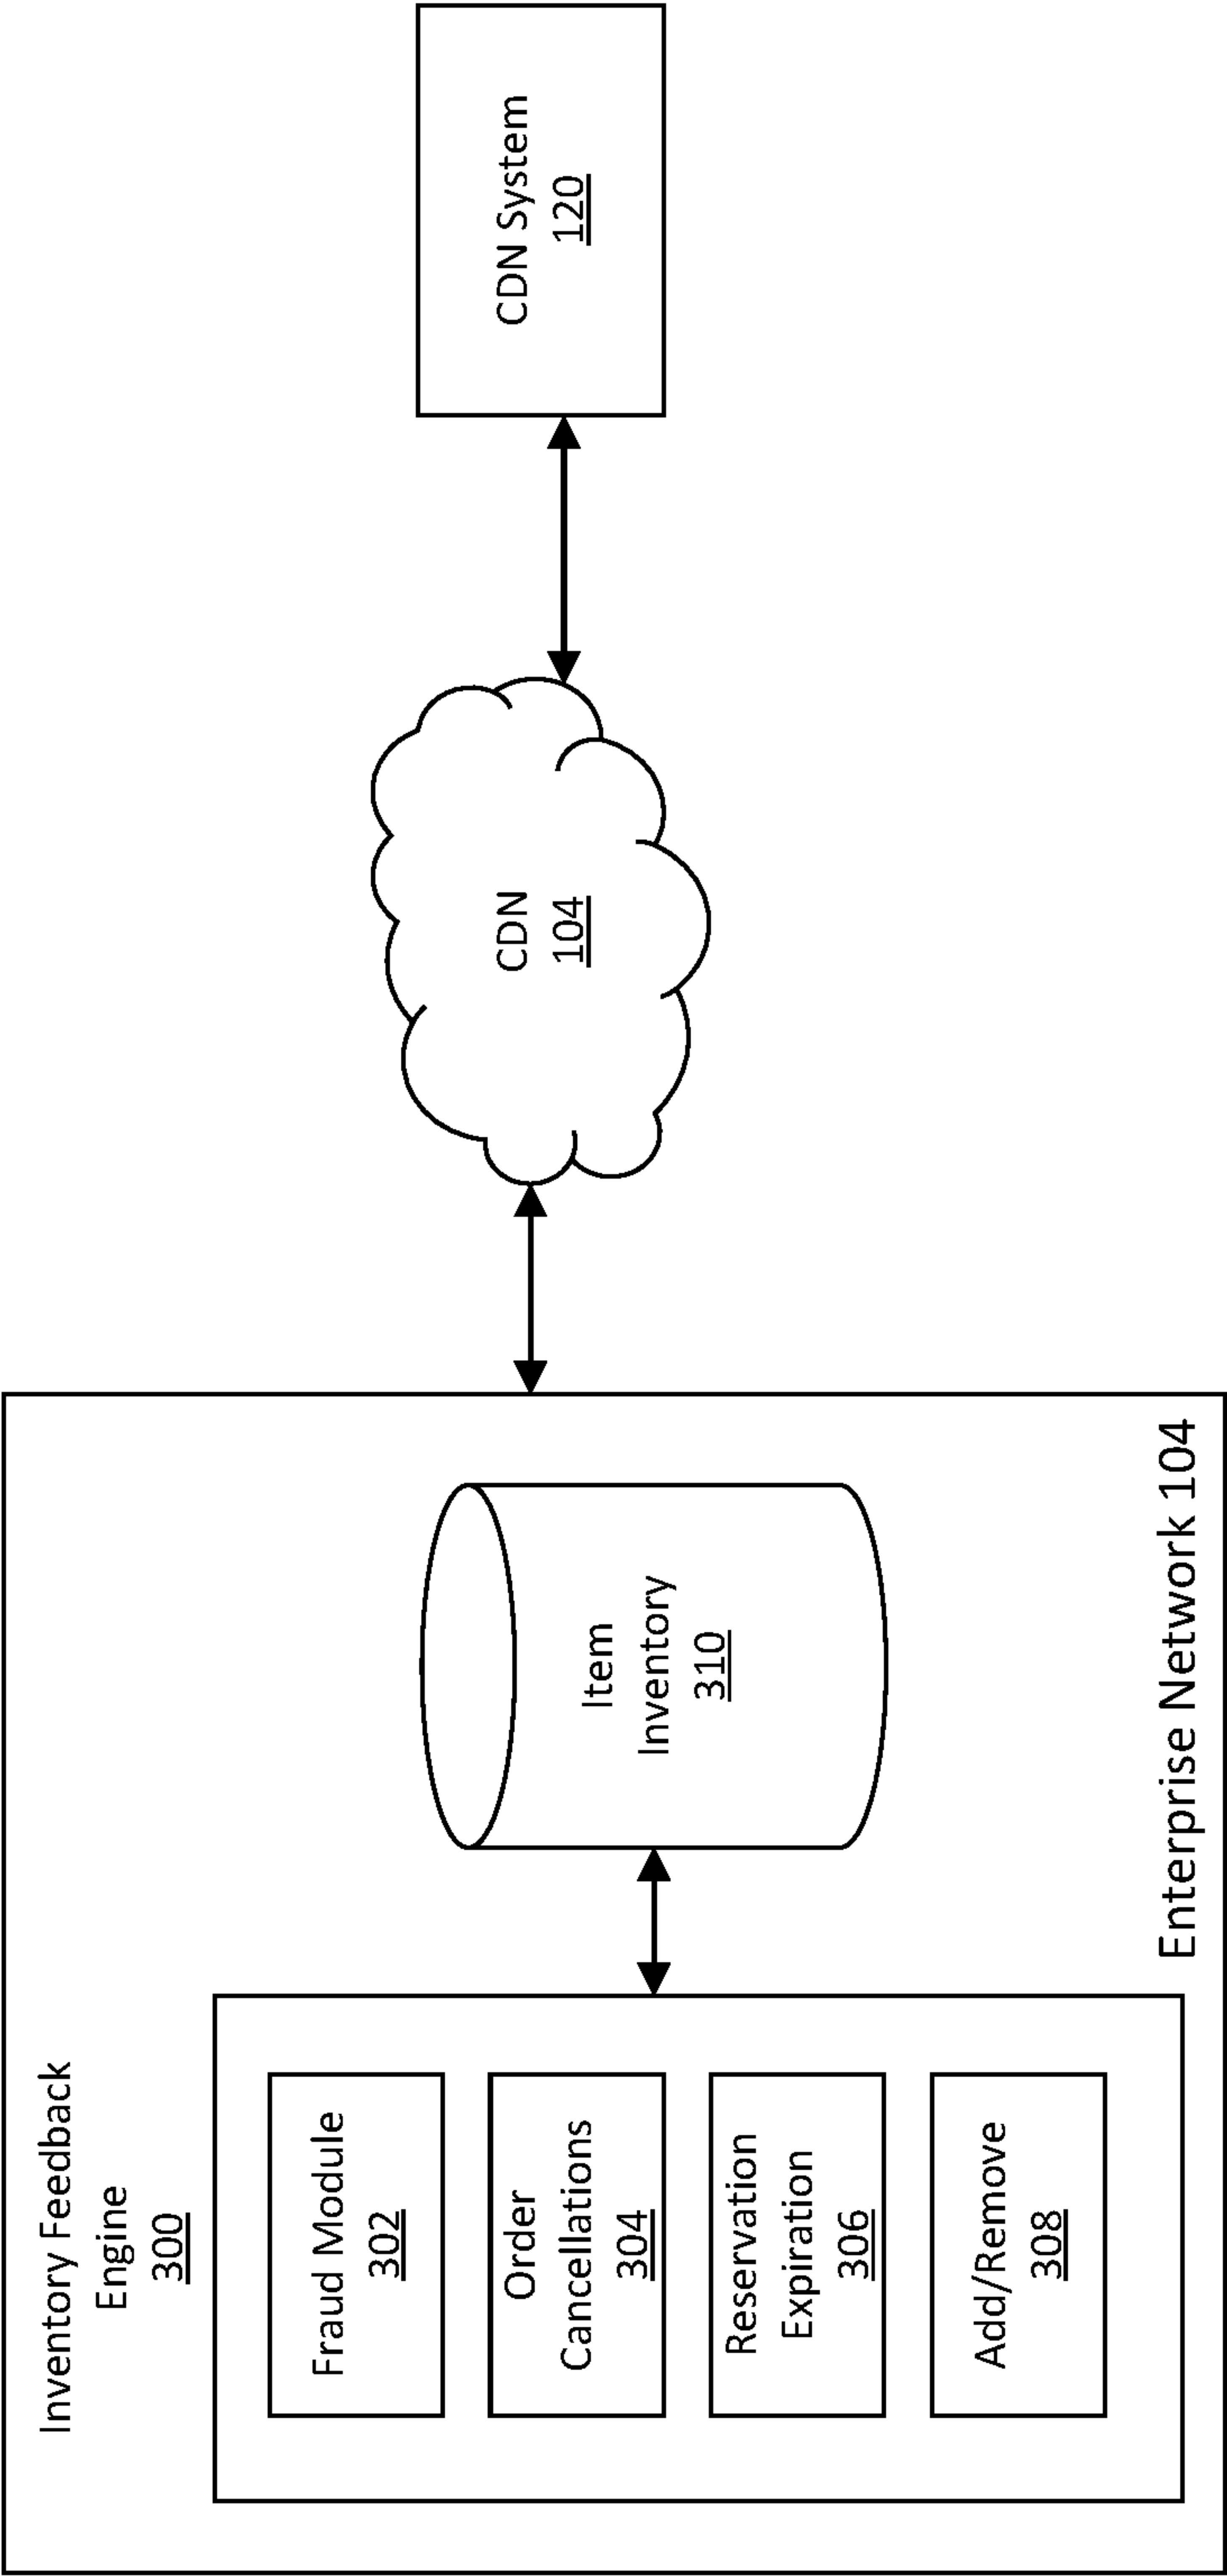 Inventory Feedback
Engine
300
Fraud Module
302
Order
Cancellations
304
Reservation
Expiration
306
Add/Remove
308
Item
Inventory
310
Enterprise Network 104
CDN
104
CDN System
120